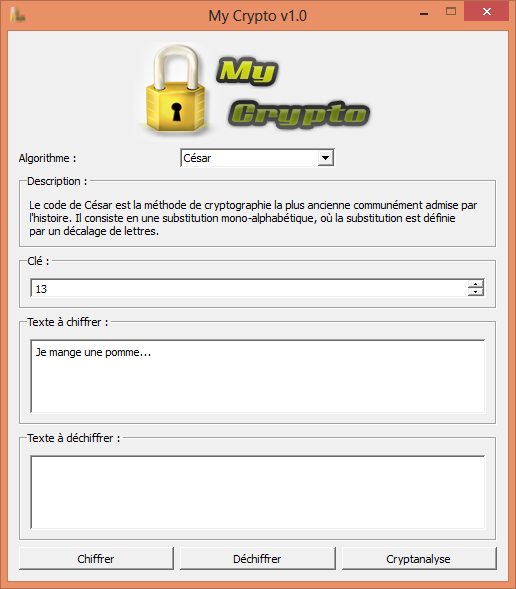 My Crypto v1.0
My
Crypto
Algorithme :
César
Description :
Le code de César est la méthode de cryptographie la plus ancienne communément admise par
l'histoire. Il consiste en une substitution mono-alphabétique, où la substitution est définie
par un décalage de lettres.
Clé :
13
Texte à chiffrer :
Je mange une pomme...
Texte à déchiffrer :
Chiffrer
Déchiffrer
Cryptanalyse